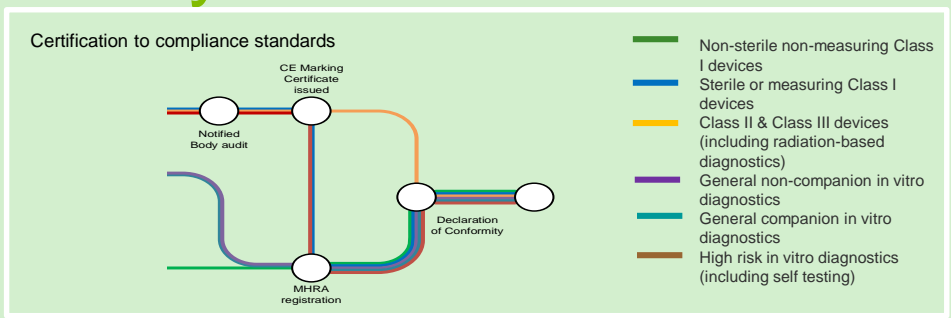 Certification to compliance standards
CE Marking
Certificate
issued
Notified
Body audit
Declaration
of Conformity
MHRA
registration
Non-sterile non-measuring Class
I devices
Sterile or measuring Class I
devices
Class II & Class III devices
(including radiation-based
diagnostics)
General non-companion in vitro
diagnostics
General companion in vitro
diagnostics
High risk in vitro diagnostics
(including self testing)